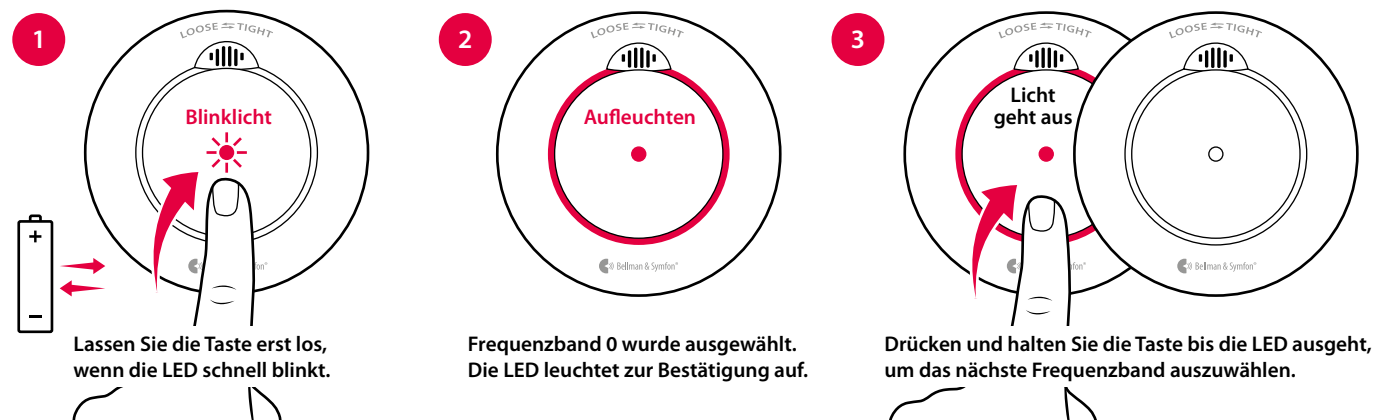 1
LOOSE TIGHT
Blinklicht
+
−
Lassen Sie die Taste erst los,
wenn die LED schnell blinkt.
2
LOOSE TIGHT
Aufleuchten
Bellman & Symfon®
Frequenzband 0 wurde ausgewählt.
Die LED leuchtet zur Bestätigung auf.
3
LOOSE TIGHT
Licht
geht aus
LOOSE TIGHT
Bellman & Symfon®
Drücken und halten Sie die Taste bis die LED ausgeht,
um das nächste Frequenzband auszuwählen.